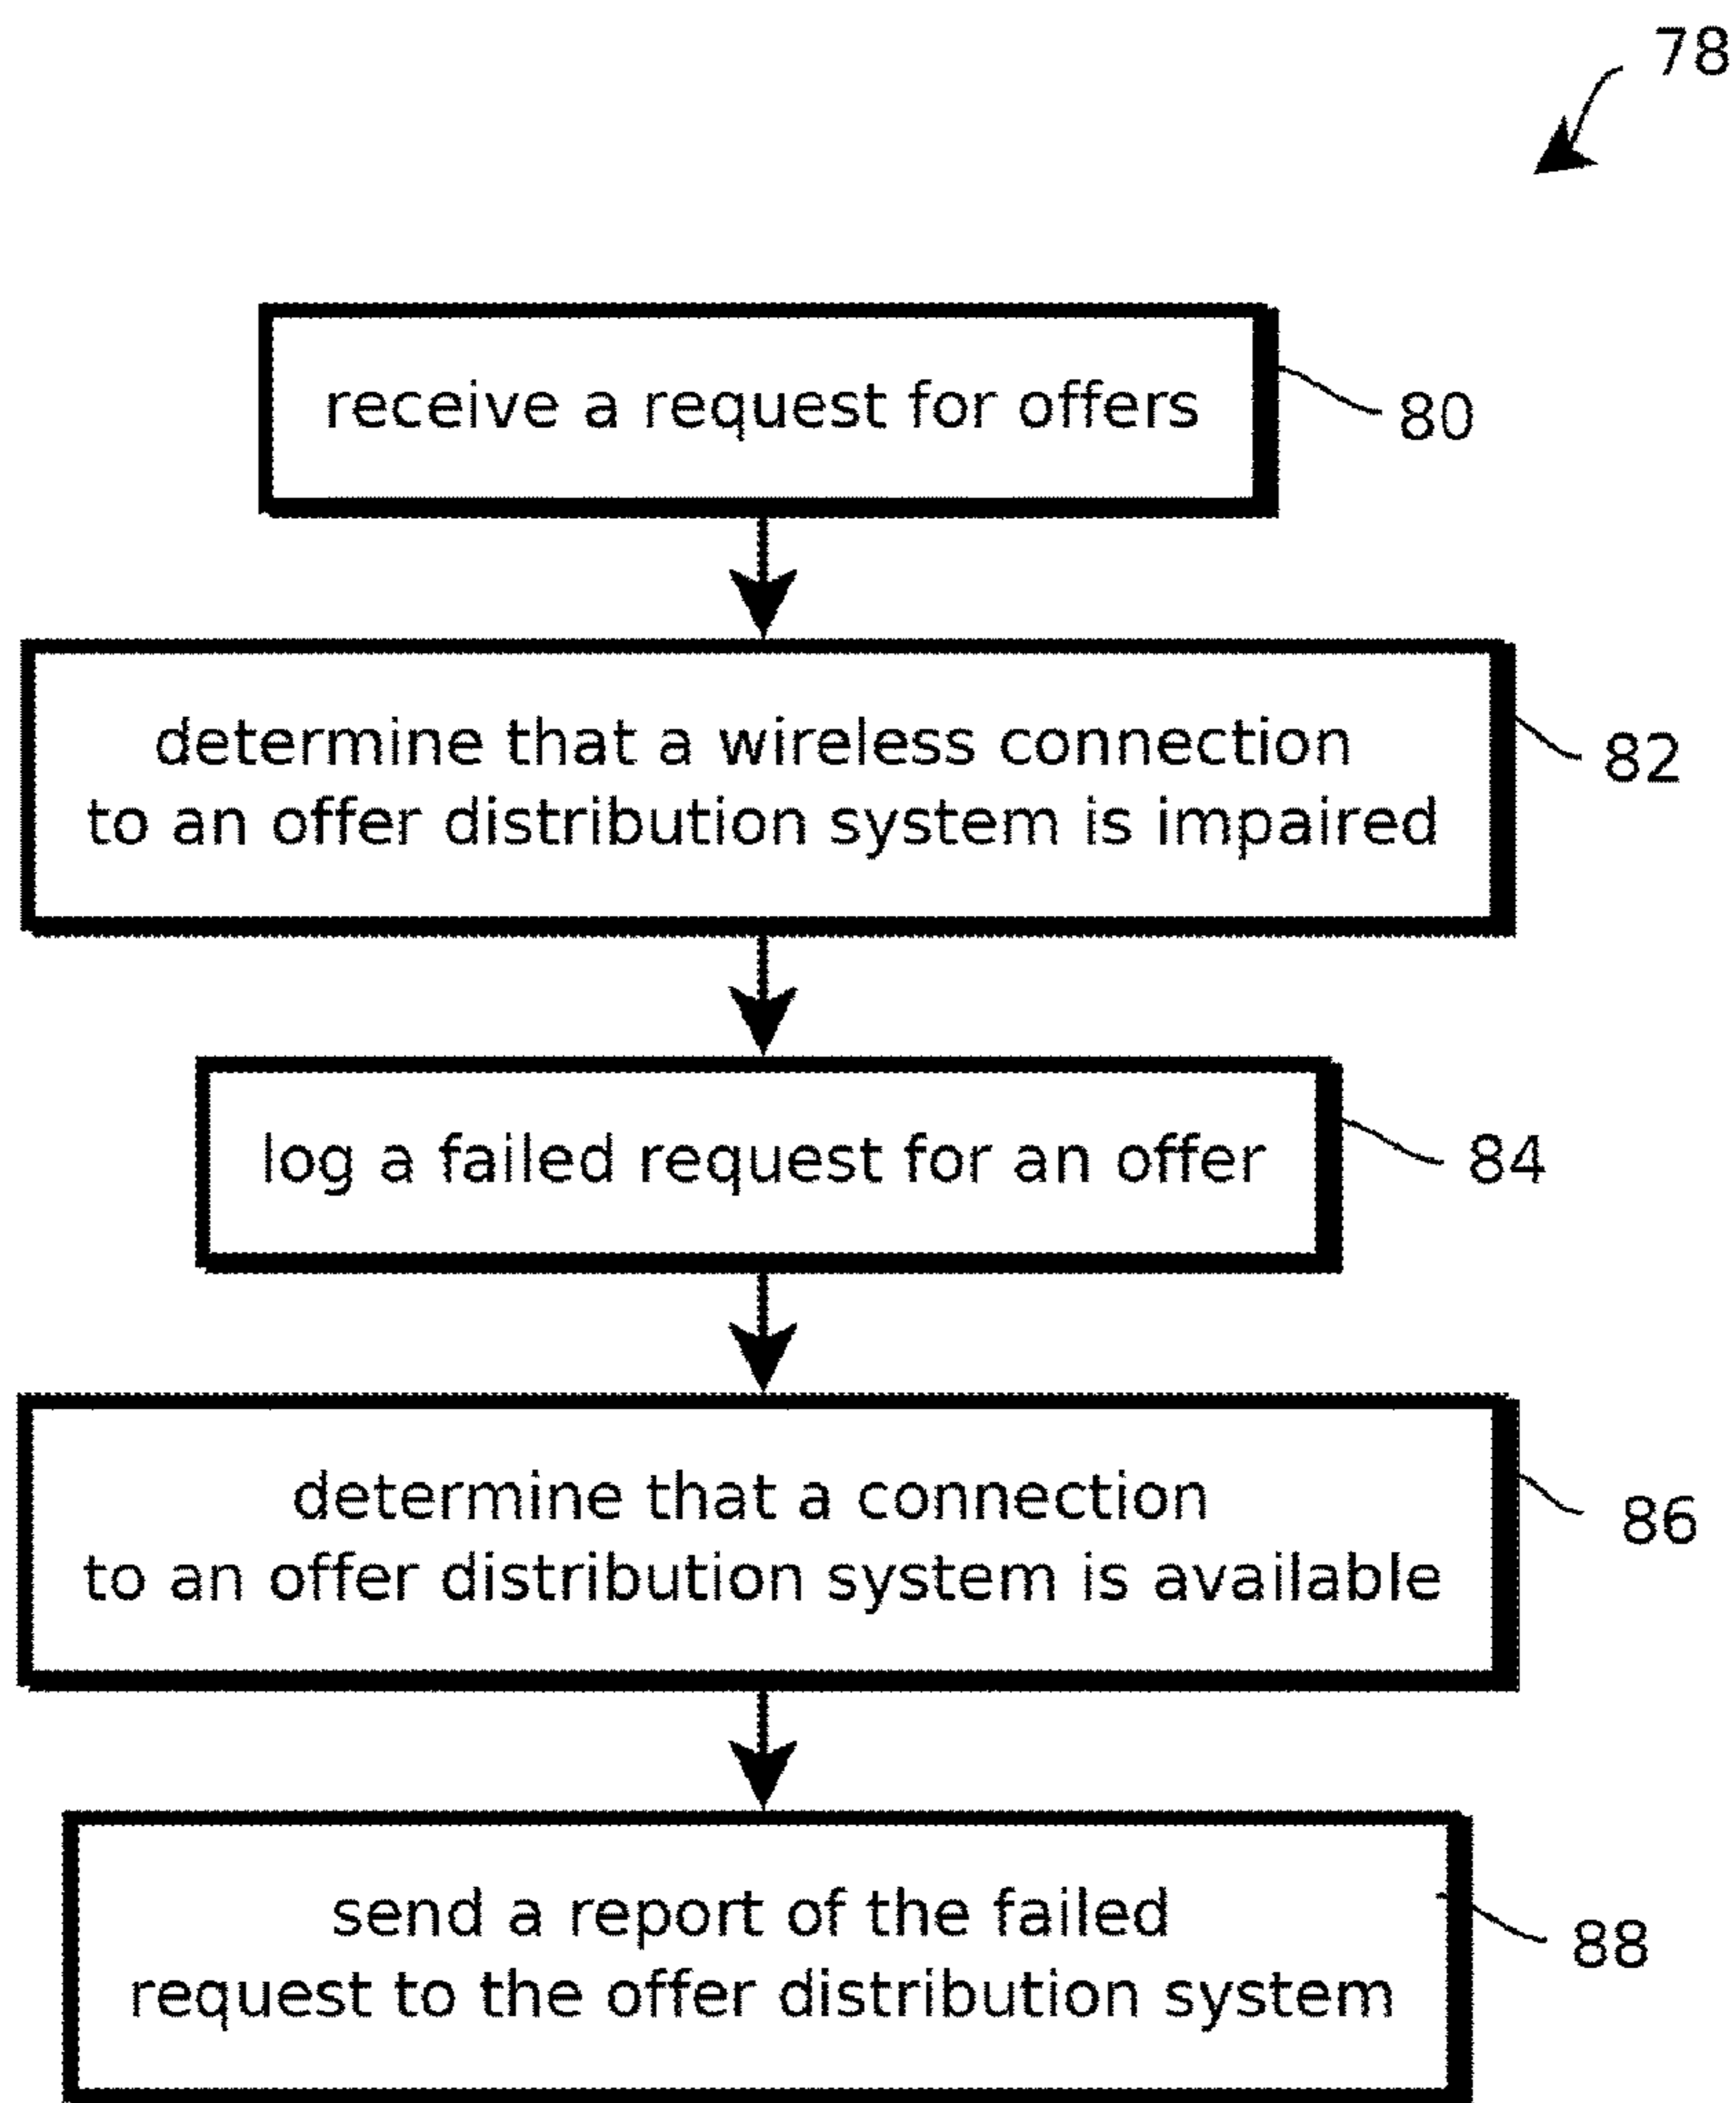 78
receive a request for offers
80
determine that a wireless connection
to an offer distribution system is impaired
82
log a failed request for an offer
84
determine that a connection
to an offer distribution system is available
86
send a report of the failed
request to the offer distribution system
88